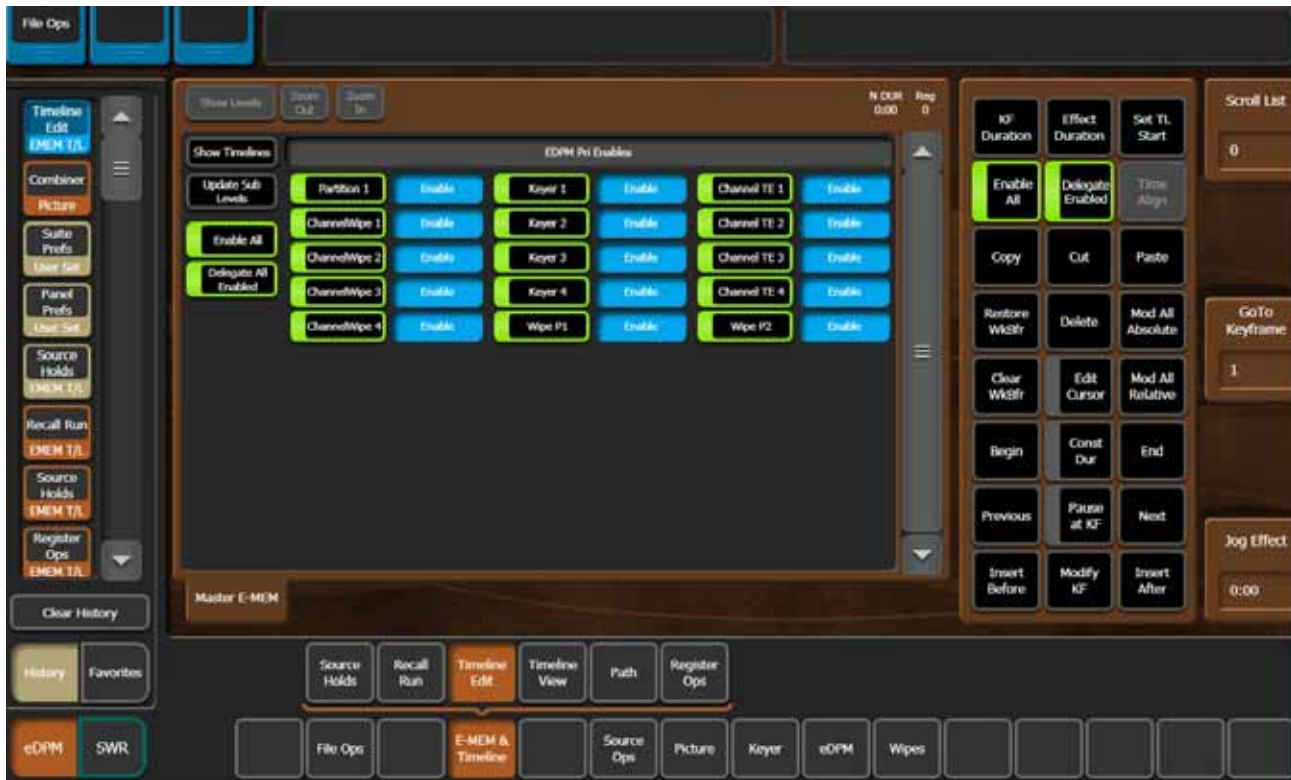 File Ops
Timeline
Edit
EMEM T/L
Combiner
Picture
Suite
Prefs
User Set
Panel
Prefs
User Set
Source
Holds
EMEM T/L
Recall Run
EMEM T/L
Source
Holds
EMEM T/L
Register
Ops
EMEM T/L
Clear History
History
Favorites
eDPM
SWR
Show Levels
Zoom
Out
Zoom
In
N DUR
0:00
Reg
0
Show Timelines
EDPM Pri Enables
Update Sub
Levels
Enable All
Delegate All
Enabled
Partition 1 Enable Keyer 1 Enable Channel TE 1 Enable
ChannelWipe 1 Enable Keyer 2 Enable Channel TE 2 Enable
ChannelWipe 2 Enable Keyer 3 Enable Channel TE 3 Enable
ChannelWipe 3 Enable Keyer 4 Enable Channel TE 4 Enable
ChannelWipe 4 Enable Wipe P1 Enable Wipe P2 Enable
Master E-MEM
KF
Duration
Effect
Duration
Set TL
Start
Enable
All
Delegate
Enabled
Time
Align
Copy
Cut
Paste
Restore
WkBfr
Delete
Mod All
Absolute
Clear
WkBfr
Edit
Cursor
Mod All
Relative
Begin
Const
Dur
End
Previous
Pause
at KF
Next
Insert
Before
Modify
KF
Insert
After
Scroll List
0
GoTo
Keyframe
1
Jog Effect
0:00
Source
Holds
Recall
Run
Timeline
Edit
Timeline
View
Path
Register
Ops
File Ops
E-MEM &
Timeline
Source
Ops
Picture
Keyer
eDPM
Wipes